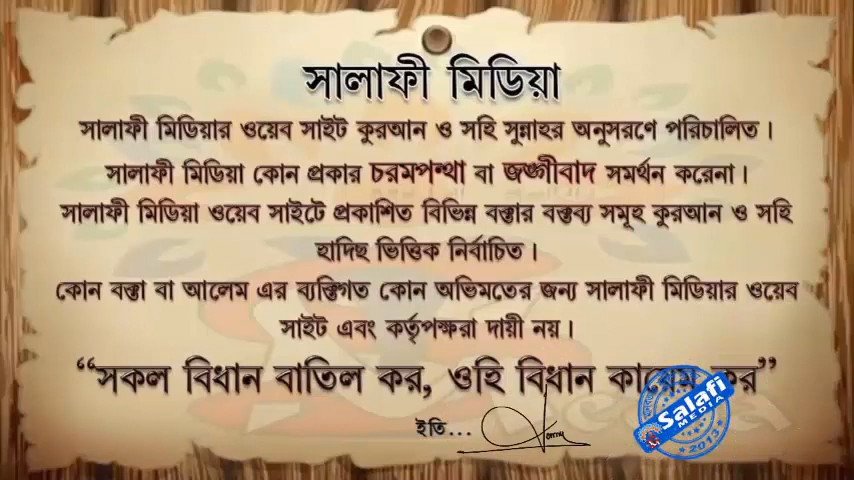 সালাফী মিডিয়া
সালাফী মিডিয়ার ওয়েব সাইট কুরআন ও সহি সুন্নাহর অনুসরণে পরিচালিত।
সালাফী মিডিয়া কোন প্রকার চরমপন্থা বা জঙ্গীবাদ সমর্থন করেনা।
সালাফী মিডিয়া ওয়েব সাইটে প্রকাশিত বিভিন্ন বক্তার বক্তব্য সমূহ কুরআন ও সহি
হাদিছ ভিত্তিক নির্বাচিত।
কোন বক্তা বা আলেম এর ব্যক্তিগত কোন অভিমতের জন্য সালাফী মিডিয়ার ওয়েব
সাইট এবং কর্তৃপক্ষরা দায়ী নয়।
“সকল বিধান বাতিল কর, ওহি বিধান কায়েম কর”
ইতি...
Salafi
MEDIA
2013